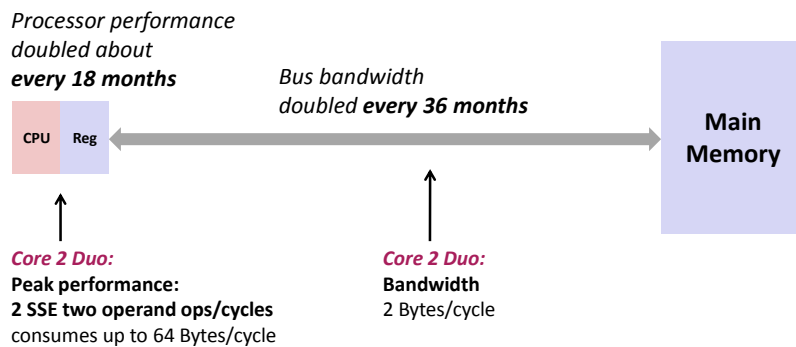 Processor performance
doubled about
every 18 months
Bus bandwidth
doubled every 36 months
CPU
Reg
Main
Memory
Core 2 Duo:
Peak performance:
2 SSE two operand ops/cycles
consumes up to 64 Bytes/cycle
Core 2 Duo:
Bandwidth
2 Bytes/cycle